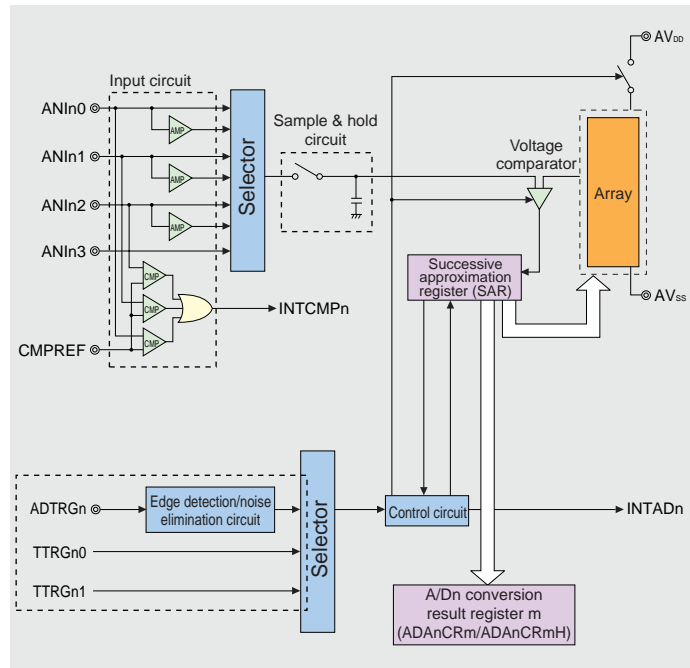 AVDD
Input circuit
ANIn0
AMP
Sample & hold
circuit
Voltage
comparator
ANIn1
AMP
Selector
Array
ANIn2
AMP
ANIn3
CMP
Successive
approximation
register (SAR)
CMP
INTCMPn
AVSS
CMP
CMPREF
ADTRGn
Edge detection/noise
elimination circuit
Selector
Control circuit
INTADn
TTRGn0
TTRGn1
A/Dn conversion
result register m
(ADAnCRm/ADAnCRmH)